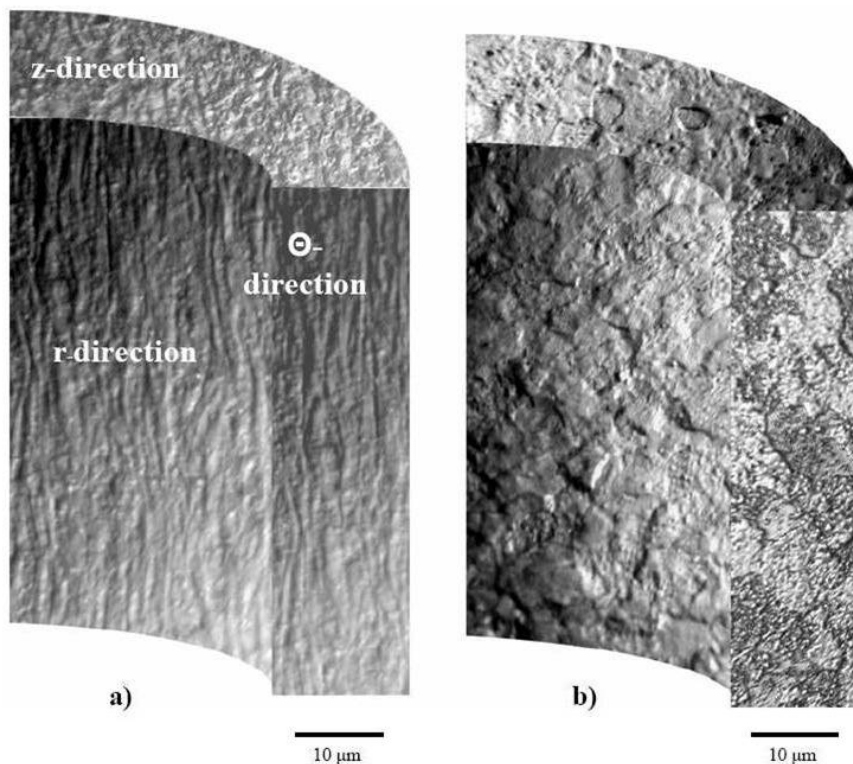 z-direction
Θ-
direction
r-direction
a)
b)
10 µm
10 µm